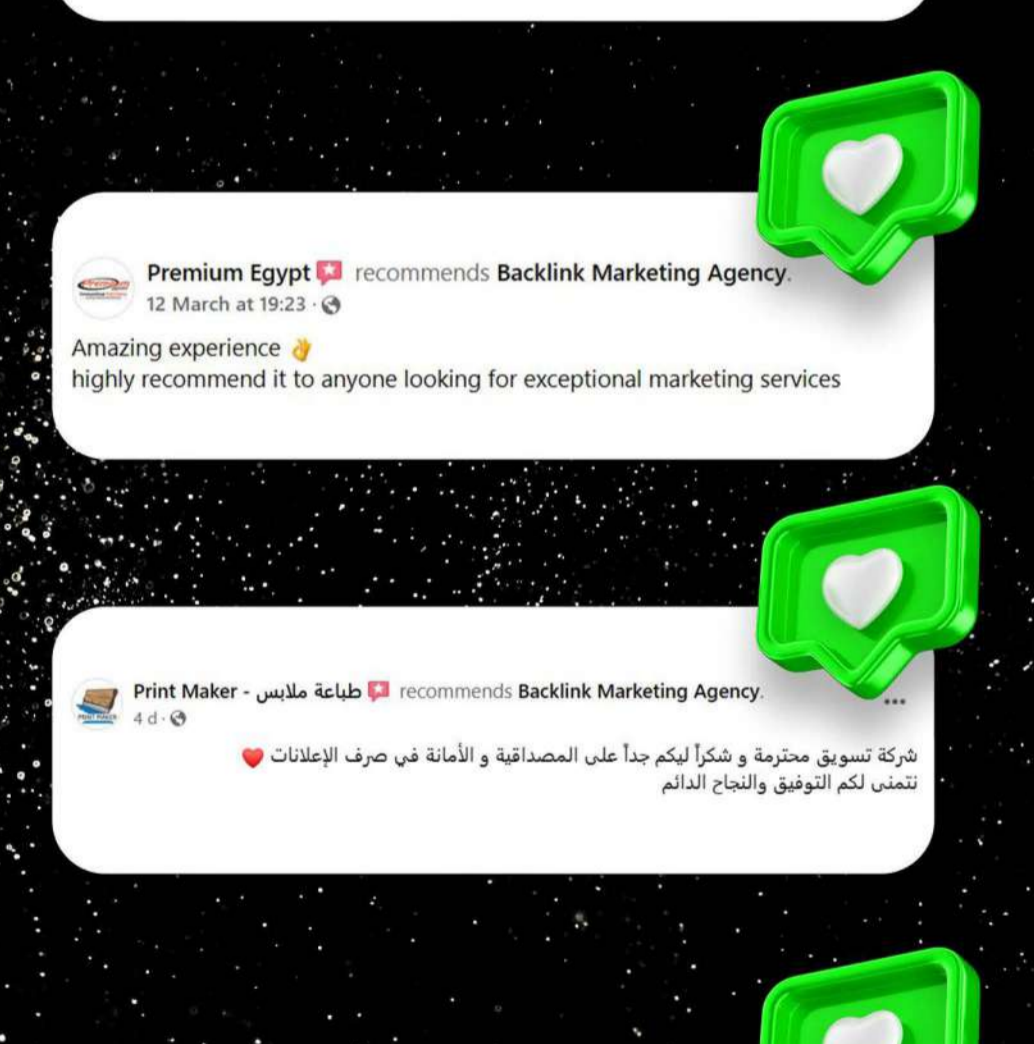 Premium Egypt recommends Backlink Marketing Agency.
12 March at 19:23 ·
Amazing experience 👌
highly recommend it to anyone looking for exceptional marketing services
Print Maker - طباعة ملابس recommends Backlink Marketing Agency.
4 d ·
شركة تسويق محترمة و شكراً ليكم جداً على المصداقية و الأمانة في صرف الإعلانات ❤️
نتمنى لكم التوفيق والنجاح الدائم
PRINT MAKER